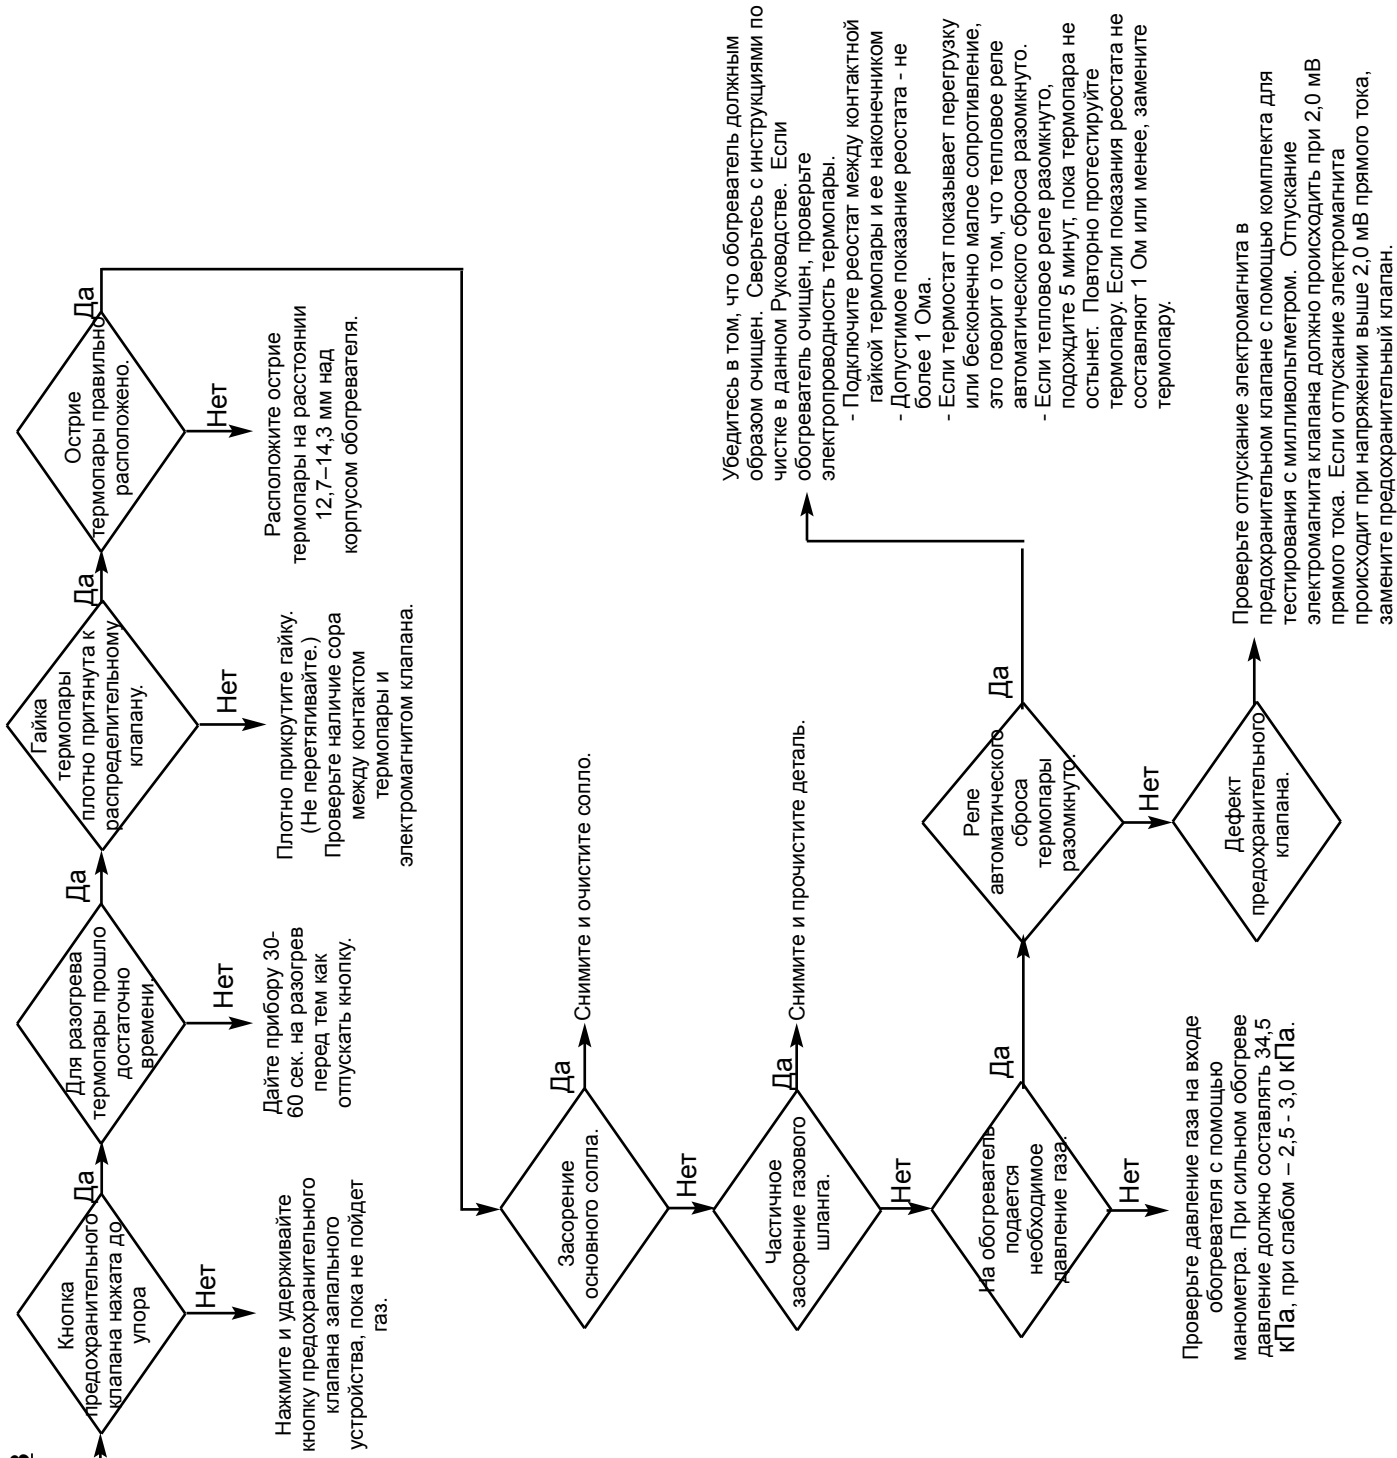 В
Кнопка
предохранительного
клапана нажата до
упора
Да
Нет
Нажмите и удерживайте
кнопку предохранительного
клапана запального
устройства, пока не пойдет
газ.
Для разогрева
термопары прошло
достаточно
времени.
Да
Нет
Дайте прибору 30-
60 сек. на разогрев
перед тем как
отпускать кнопку.
Гайка
термопары
плотно притянута к
распределительному
клапану.
Да
Нет
Плотно прикрутите гайку.
(Не перетягивайте.)
Проверьте наличие сора
между контактом
термопары и
электромагнитом клапана.
Острие
термопары правильно
расположено.
Да
Нет
Расположите острие
термопары на расстоянии
12,7–14,3 мм над
корпусом обогревателя.
Засорение
основного сопла.
Да
Снимите и очистите сопло.
Нет
Частичное
засорение газового
шланга.
Да
Снимите и прочистите деталь.
Нет
На обогреватель
подается
необходимое
давление газа.
Да
Нет
Проверьте давление газа на входе
обогревателя с помощью
манометра. При сильном обогреве
давление должно составлять 34,5
кПа, при слабом – 2,5 - 3,0 кПа.
Реле
автоматического
сброса
термопары
разомкнуто.
Да
Нет
Убедитесь в том, что обогреватель должным
образом очищен. Сверьтесь с инструкциями по
чистке в данном Руководстве. Если
обогреватель очищен, проверьте
электропроводность термопары.
- Подключите реостат между контактной
гайкой термопары и ее наконечником
- Допустимое показание реостата - не
более 1 Ома.
- Если термостат показывает перегрузку
или бесконечно малое сопротивление,
это говорит о том, что тепловое реле
автоматического сброса разомкнуто.
- Если тепловое реле разомкнуто,
подождите 5 минут, пока термопара не
остынет. Повторно протестируйте
термопару. Если показания реостата не
составляют 1 Ом или менее, замените
термопару.
Дефект
предохранительного
клапана.
Проверьте отпускание электромагнита в
предохранительном клапане с помощью комплекта для
тестирования с милливольтметром. Отпускание
электромагнита клапана должно происходить при 2,0 мВ
прямого тока. Если отпускание электромагнита
происходит при напряжении выше 2,0 мВ прямого тока,
замените предохранительный клапан.